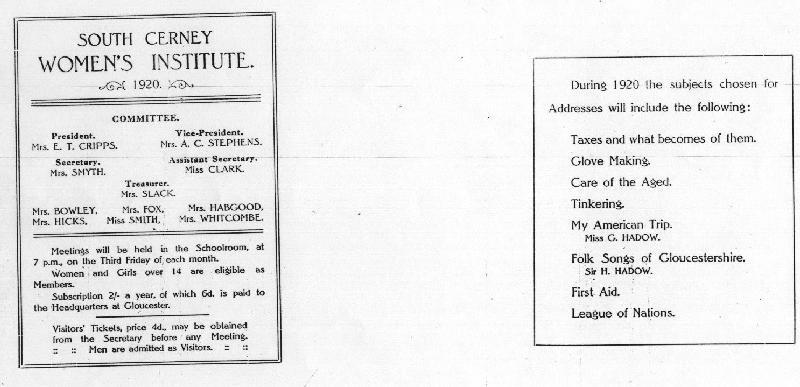 SOUTH CERNEY
WOMEN'S INSTITUTE.
1920.
COMMITTEE.
President.
Mrs. E. T. CRIPPS.
Vice-President.
Mrs. A. C. STEPHENS.
Secretary.
Mrs. SMYTH.
Assistant Secretary.
Miss CLARK.
Treasurer.
Mrs. SLACK.
Mrs. BOWLEY, Mrs. FOX, Mrs. HABGOOD,
Mrs. HICKS, Miss SMITH, Mrs. WHITCOMBE.
Meetings will be held in the Schoolroom, at
7 p.m., on the Third Friday of each month.
Women and Girls over 14 are eligible as
Members.
Subscription 2/- a year, of which 6d. is paid to
the Headquarters at Gloucester.
Visitors' Tickets, price 4d., may be obtained
from the Secretary before any Meeting.
:: :: Men are admitted as Visitors. :: ::
During 1920 the subjects chosen for
Addresses will include the following:
Taxes and what becomes of them.
Glove Making.
Care of the Aged.
Tinkering.
My American Trip.
Miss G. HADOW.
Folk Songs of Gloucestershire.
Sir H. HADOW.
First Aid.
League of Nations.